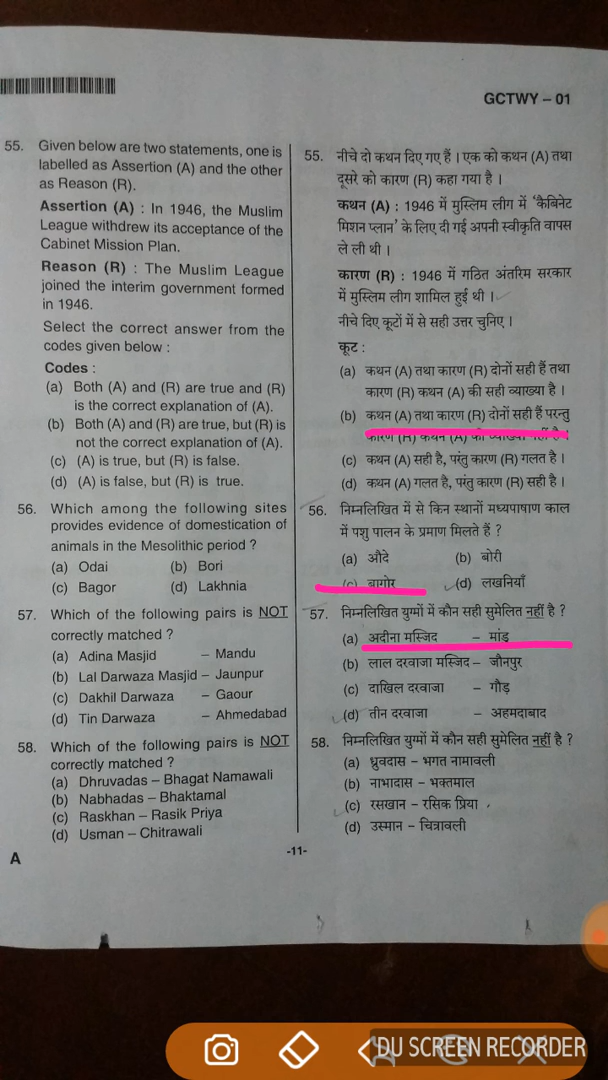 GCTWY – 01
55. Given below are two statements, one is
labelled as Assertion (A) and the other
as Reason (R).
Assertion (A) : In 1946, the Muslim
League withdrew its acceptance of the
Cabinet Mission Plan.
Reason (R) : The Muslim League
joined the interim government formed
in 1946.
Select the correct answer from the
codes given below :
Codes :
(a) Both (A) and (R) are true and (R)
is the correct explanation of (A).
(b) Both (A) and (R) are true, but (R) is
not the correct explanation of (A).
(c) (A) is true, but (R) is false.
(d) (A) is false, but (R) is true.
56. Which among the following sites
provides evidence of domestication of
animals in the Mesolithic period ?
(a) Odai (b) Bori
(c) Bagor (d) Lakhnia
57. Which of the following pairs is NOT
correctly matched ?
(a) Adina Masjid – Mandu
(b) Lal Darwaza Masjid – Jaunpur
(c) Dakhil Darwaza – Gaour
(d) Tin Darwaza – Ahmedabad
58. Which of the following pairs is NOT
correctly matched ?
(a) Dhruvadas – Bhagat Namawali
(b) Nabhadas – Bhaktamal
(c) Raskhan – Rasik Priya
(d) Usman – Chitrawali
55. नीचे दो कथन दिए गए हैं । एक को कथन (A) तथा
दूसरे को कारण (R) कहा गया है ।
कथन (A) : 1946 में मुस्लिम लीग में ‘कैबिनेट
मिशन प्लान’ के लिए दी गई अपनी स्वीकृति वापस
ले ली थी ।
कारण (R) : 1946 में गठित अंतरिम सरकार
में मुस्लिम लीग शामिल हुई थी ।
नीचे दिए कूटों में से सही उत्तर चुनिए ।
कूट :
(a) कथन (A) तथा कारण (R) दोनों सही हैं तथा
कारण (R) कथन (A) की सही व्याख्या है ।
(b) कथन (A) तथा कारण (R) दोनों सही हैं परन्तु
कारण (R) कथन (A) की व्याख्या नहीं है ।
(c) कथन (A) सही है, परंतु कारण (R) गलत है ।
(d) कथन (A) गलत है, परंतु कारण (R) सही है ।
56. निम्नलिखित में से किन स्थानों मध्यपाषाण काल
में पशु पालन के प्रमाण मिलते हैं ?
(a) औदे (b) बोरी
(c) बागोर (d) लखनियाँ
57. निम्नलिखित युग्मों में कौन सही सुमेलित नहीं है ?
(a) अदीना मस्जिद – मांडू
(b) लाल दरवाजा मस्जिद – जौनपुर
(c) दाखिल दरवाजा – गौड़
(d) तीन दरवाजा – अहमदाबाद
58. निम्नलिखित युग्मों में कौन सही सुमेलित नहीं है ?
(a) ध्रुवदास – भगत नामावली
(b) नाभादास – भक्तमाल
(c) रसखान – रसिक प्रिया
(d) उस्मान – चित्रावली
A
-11-
DU SCREEN RECORDER